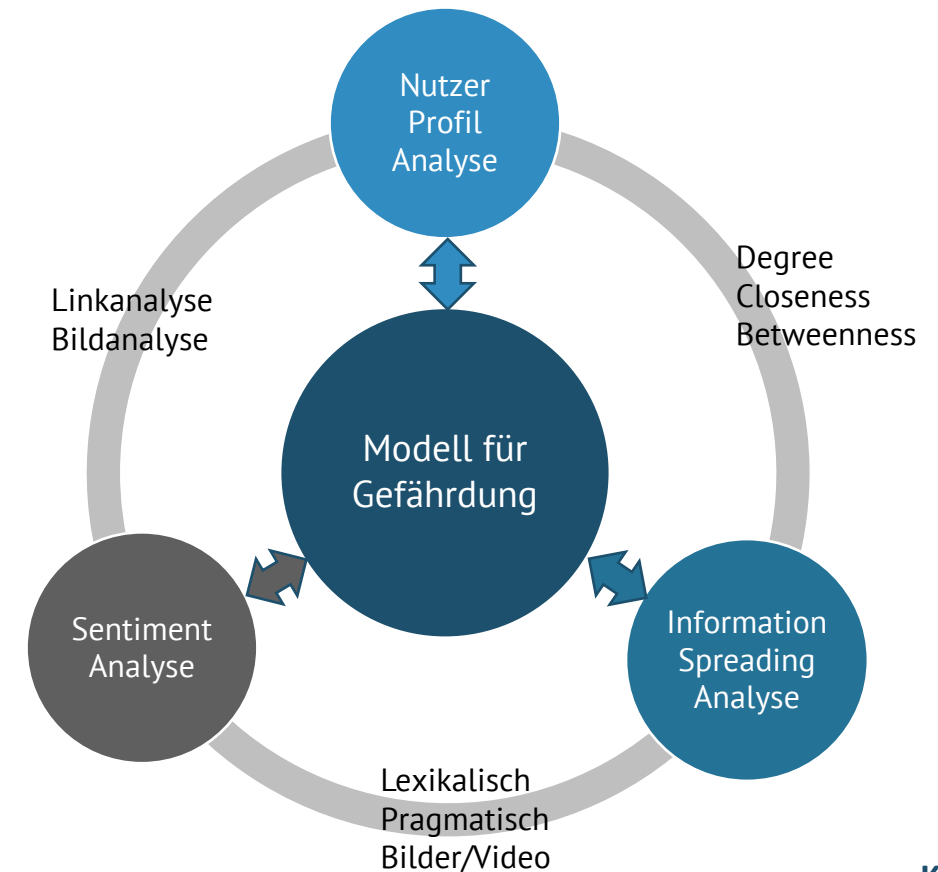 Nutzer
Profil
Analyse
Degree
Closeness
Betweenness
Linkanalyse
Bildanalyse
Modell für
Gefährdung
Sentiment
Analyse
Information
Spreading
Analyse
Lexikalisch
Pragmatisch
Bilder/Video